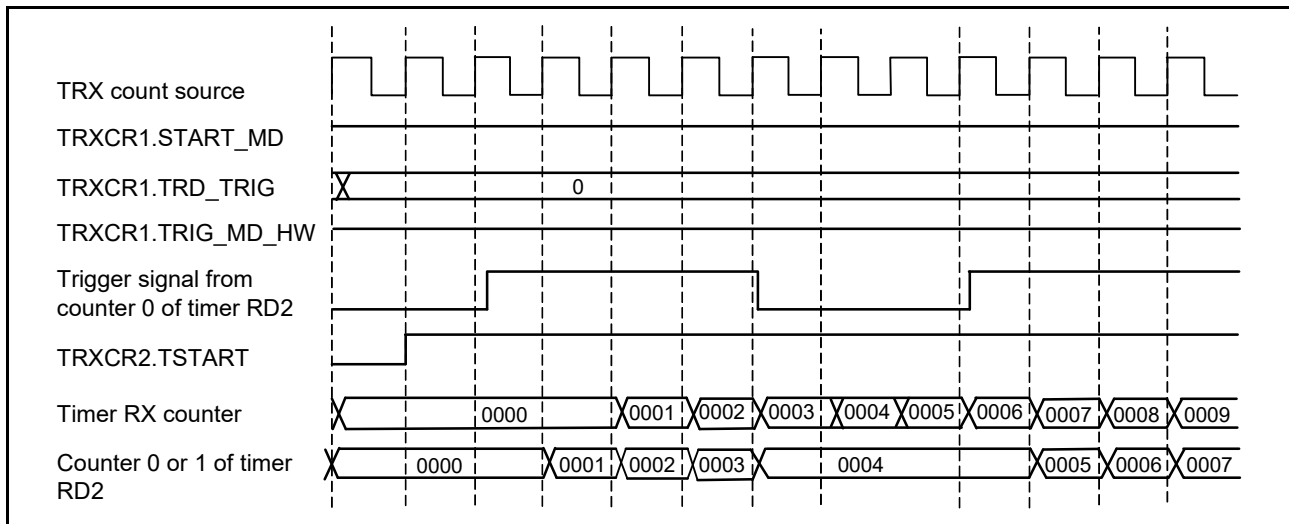 TRX count source
TRXCR1.START_MD
TRXCR1.TRD_TRIG 0
TRXCR1.TRIG_MD_HW
Trigger signal from
counter 0 of timer RD2
TRXCR2.TSTART
Timer RX counter 0000 0001 0002 0003 0004 0005 0006 0007 0008 0009
Counter 0 or 1 of timer 0000 0001 0002 0003 0004 0005 0006 0007
RD2